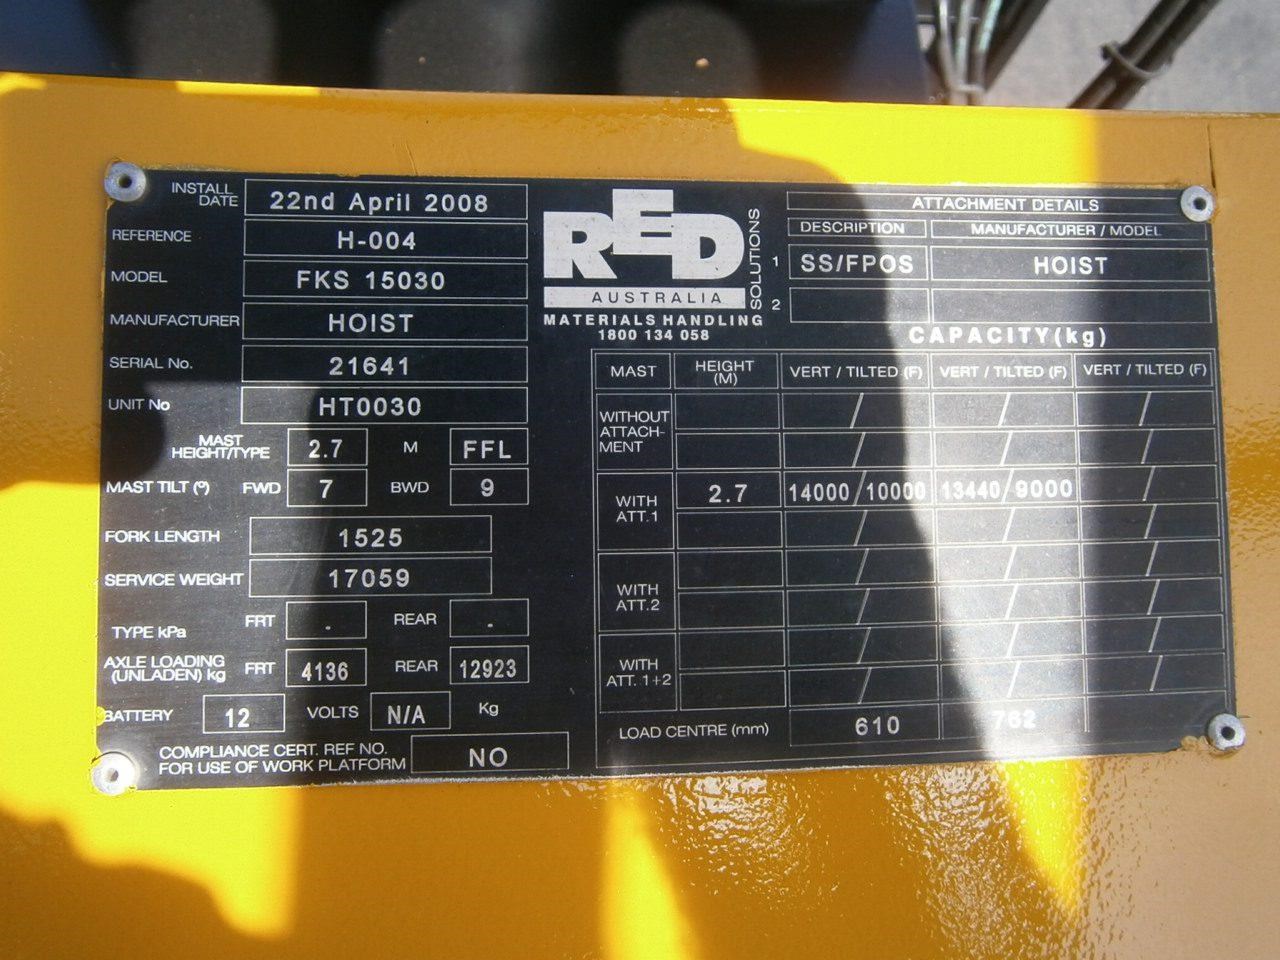 INSTALL DATE 22nd April 2008
REFERENCE H-004
MODEL FKS 15030
MANUFACTURER HOIST
SERIAL No. 21641
UNIT No HT0030
MAST HEIGHT/TYPE 2.7 M FFL
MAST TILT (º) FWD 7 BWD 9
FORK LENGTH 1525
SERVICE WEIGHT 17059
TYPE kPa FRT - REAR -
AXLE LOADING (UNLADEN) kg FRT 4136 REAR 12923
BATTERY 12 VOLTS N/A Kg
COMPLIANCE CERT. REF NO. FOR USE OF WORK PLATFORM NO
RED
AUSTRALIA
SOLUTIONS
MATERIALS HANDLING
1800 134 058
ATTACHMENT DETAILS
DESCRIPTION MANUFACTURER / MODEL
1 SS/FPOS HOIST
2
CAPACITY(kg)
MAST HEIGHT (M) VERT / TILTED (F) VERT / TILTED (F) VERT / TILTED (F)
WITHOUT ATTACH-MENT / / /
/ / /
WITH ATT.1 2.7 14000/10000 13440/9000 /
/ / /
WITH ATT.2 / / /
/ / /
WITH ATT. 1+2 / / /
/ / /
LOAD CENTRE (mm) 610 762